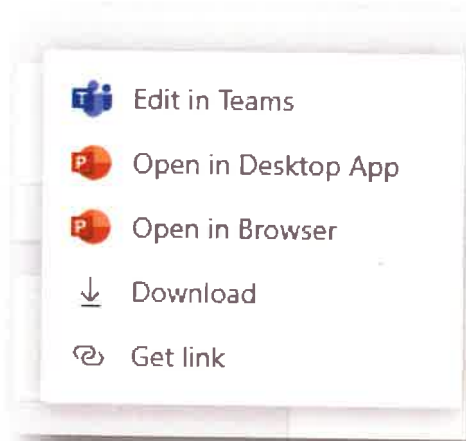 Edit in Teams
Open in Desktop App
Open in Browser
Download
Get link